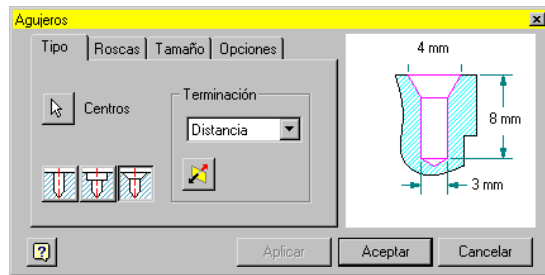 Agujeros
Tipo Roscas Tamaño Opciones
Centros
Terminación
Distancia
4 mm
8 mm
3 mm
Aplicar Aceptar Cancelar